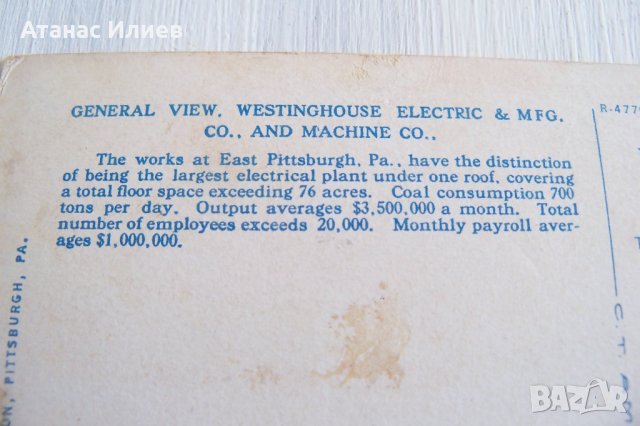 Атанас Илиев
GENERAL VIEW, WESTINGHOUSE ELECTRIC & MFG.
CO., AND MACHINE CO.,
The works at East Pittsburgh, Pa., have the distinction
of being the largest electrical plant under one roof, covering
a total floor space exceeding 76 acres. Coal consumption 700
tons per day. Output averages $3,500,000 a month. Total
number of employees exceeds 20,000. Monthly payroll aver-
ages $1,000,000.
PITTSBURGH, PA.
R-477
C. T.
BAZAR